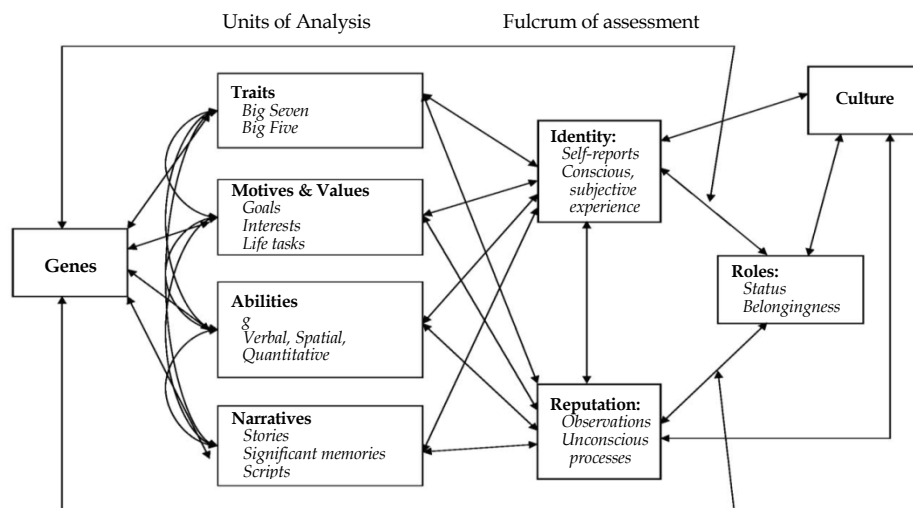 Units of Analysis
Fulcrum of assessment
Genes
Traits
Big Seven
Big Five
Motives & Values
Goals
Interests
Life tasks
Abilities
g
Verbal, Spatial,
Quantitative
Narratives
Stories
Significant memories
Scripts
Identity:
Self-reports
Conscious,
subjective
experience
Reputation:
Observations
Unconscious
processes
Culture
Roles:
Status
Belongingness